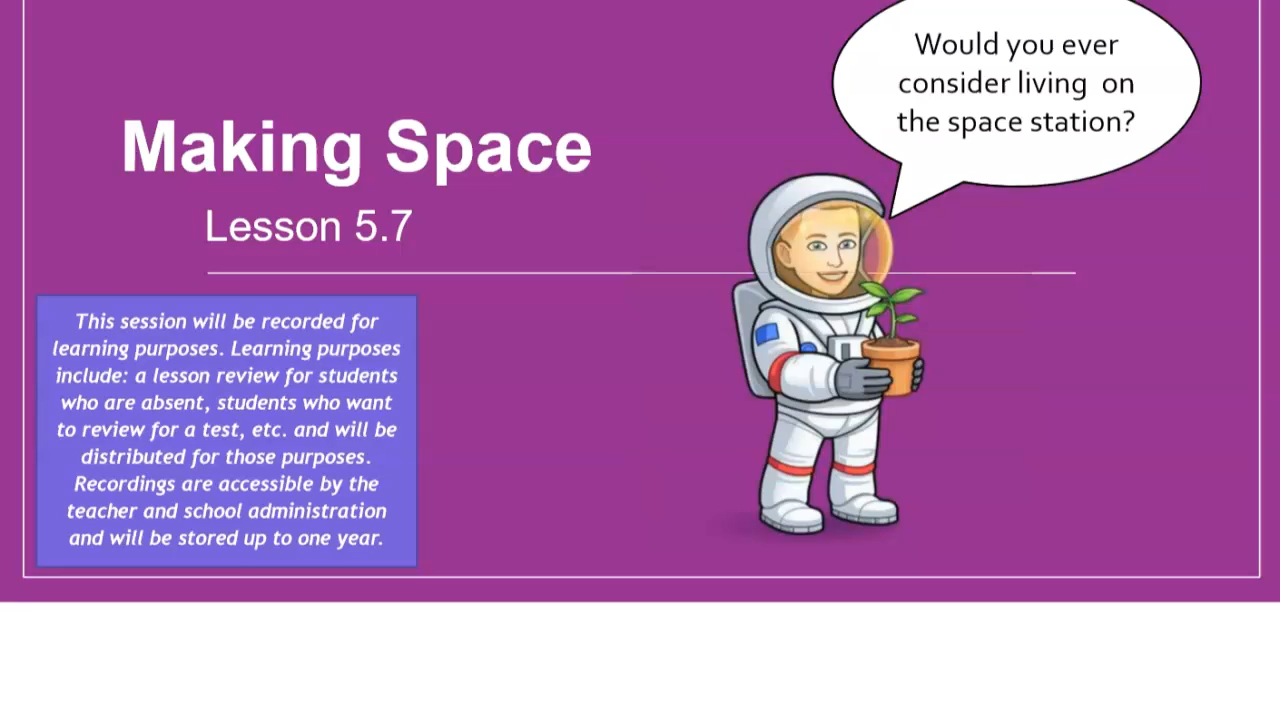 Would you ever
consider living on
the space station?
Making Space
Lesson 5.7
This session will be recorded for
learning purposes. Learning purposes
include: a lesson review for students
who are absent, students who want
to review for a test, etc. and will be
distributed for those purposes.
Recordings are accessible by the
teacher and school administration
and will be stored up to one year.